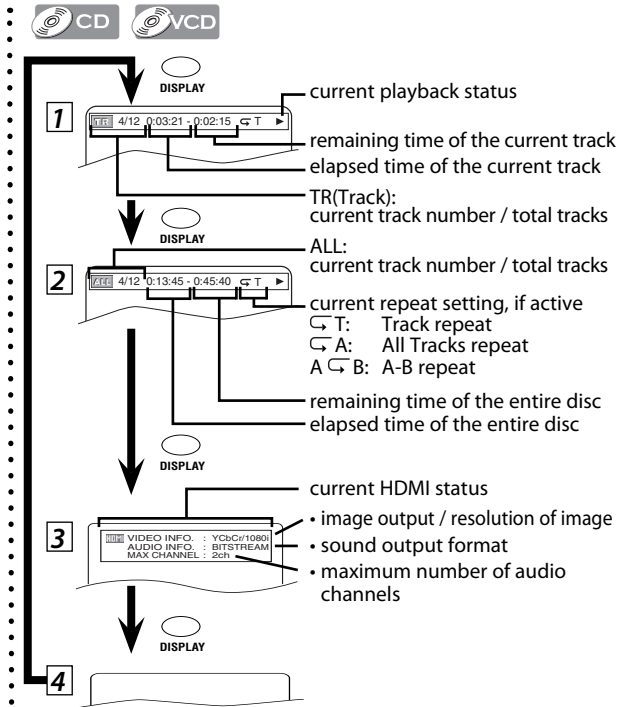 CD VCD
DISPLAY
1
TR 4/12 0:03:21 - 0:02:15 T ►
current playback status
remaining time of the current track
elapsed time of the current track
TR(Track):
current track number / total tracks
DISPLAY
2
ALL 4/12 0:13:45 - 0:45:40 T ►
ALL:
current track number / total tracks
current repeat setting, if active
T: Track repeat
A: All Tracks repeat
A B: A-B repeat
remaining time of the entire disc
elapsed time of the entire disc
DISPLAY
3
HDMI VIDEO INFO. : YCbCr/1080i
AUDIO INFO. : BITSTREAM
MAX CHANNEL : 2ch
current HDMI status
• image output / resolution of image
• sound output format
• maximum number of audio
channels
DISPLAY
4